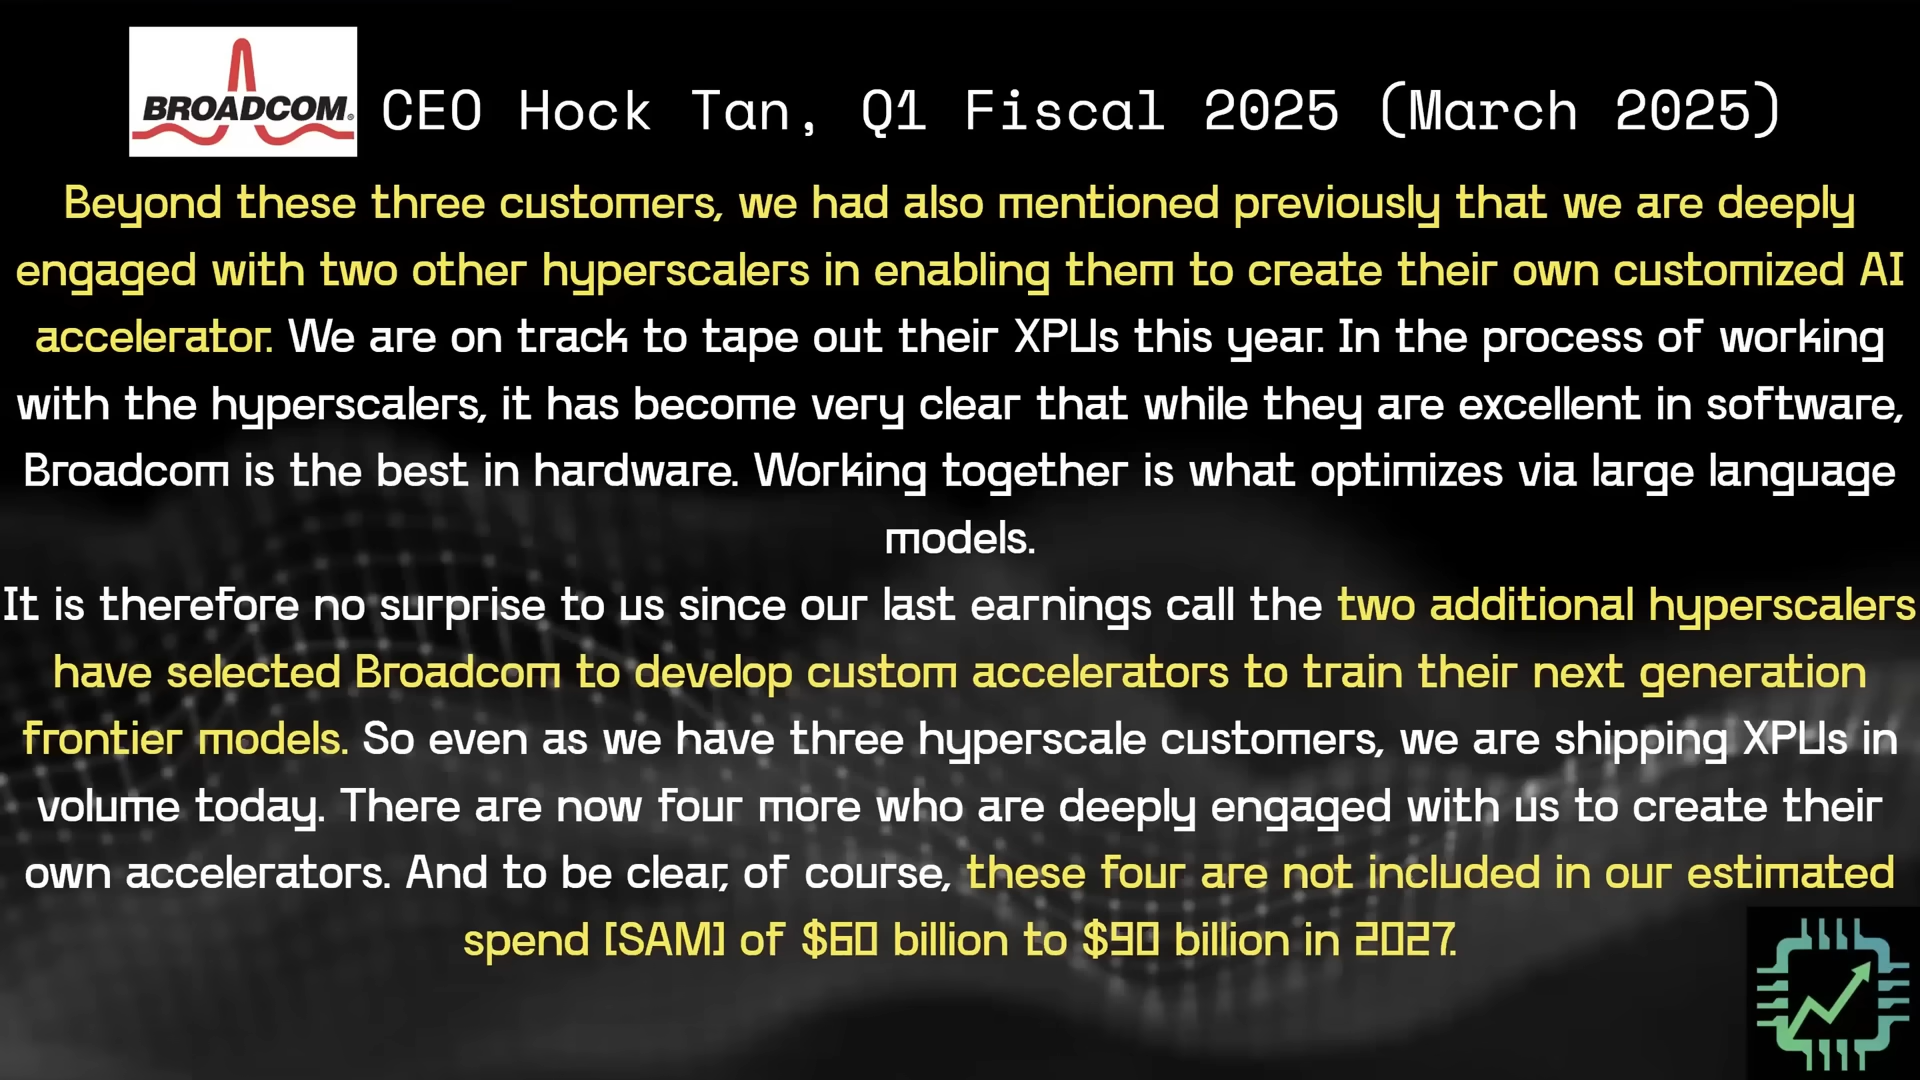 BROADCOM®
CEO Hock Tan, Q1 Fiscal 2025 (March 2025)
Beyond these three customers, we had also mentioned previously that we are deeply
engaged with two other hyperscalers in enabling them to create their own customized AI
accelerator. We are on track to tape out their XPUs this year. In the process of working
with the hyperscalers, it has become very clear that while they are excellent in software,
Broadcom is the best in hardware. Working together is what optimizes via large language
models.
It is therefore no surprise to us since our last earnings call the two additional hyperscalers
have selected Broadcom to develop custom accelerators to train their next generation
frontier models. So even as we have three hyperscale customers, we are shipping XPUs in
volume today. There are now four more who are deeply engaged with us to create their
own accelerators. And to be clear, of course, these four are not included in our estimated
spend [SAM] of $60 billion to $90 billion in 2027.